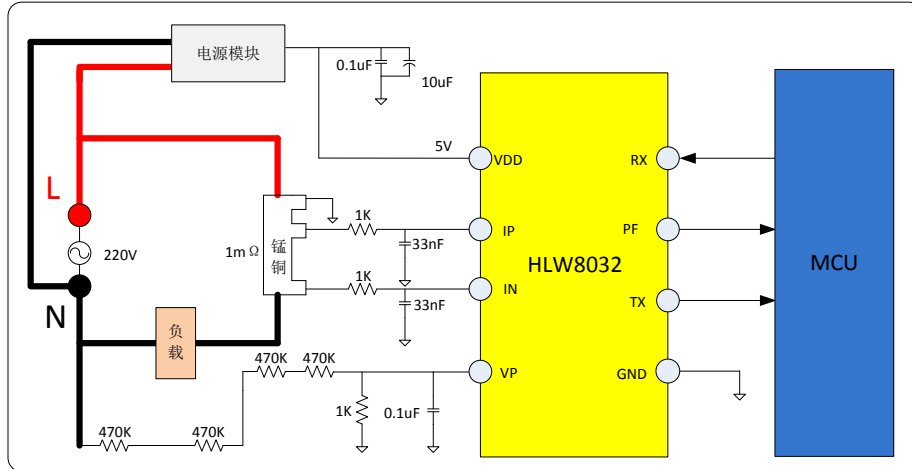 电源模块
0.1uF
10uF
5V
VDD
RX
L
1K
IP
33nF
PF
220V
1mΩ
锰
铜
HLW8032
MCU
1K
IN
33nF
TX
N
负
载
470K
470K
VP
GND
1K
0.1uF
470K
470K